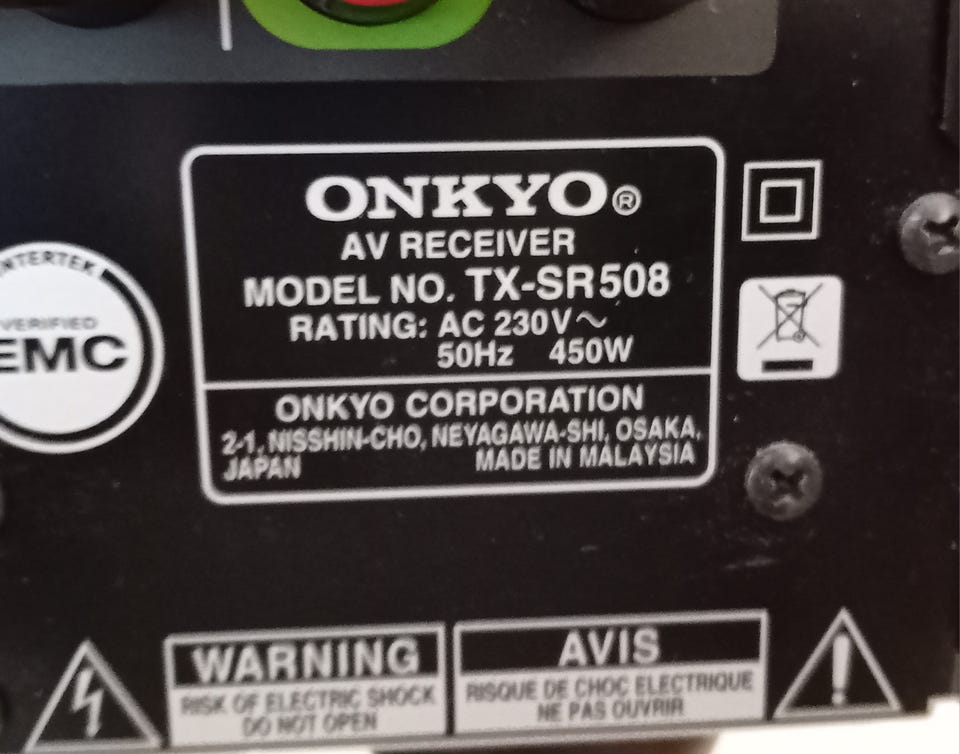 ONKYO®
AV RECEIVER
MODEL NO. TX-SR508
RATING: AC 230V～
50Hz 450W
ONKYO CORPORATION
2-1, NISSHIN-CHO, NEYAGAWA-SHI, OSAKA,
JAPAN MADE IN MALAYSIA
INTERTEK
VERIFIED
EMC
WARNING
RISK OF ELECTRIC SHOCK
DO NOT OPEN
AVIS
RISQUE DE CHOC ELECTRIQUE
NE PAS OUVRIR